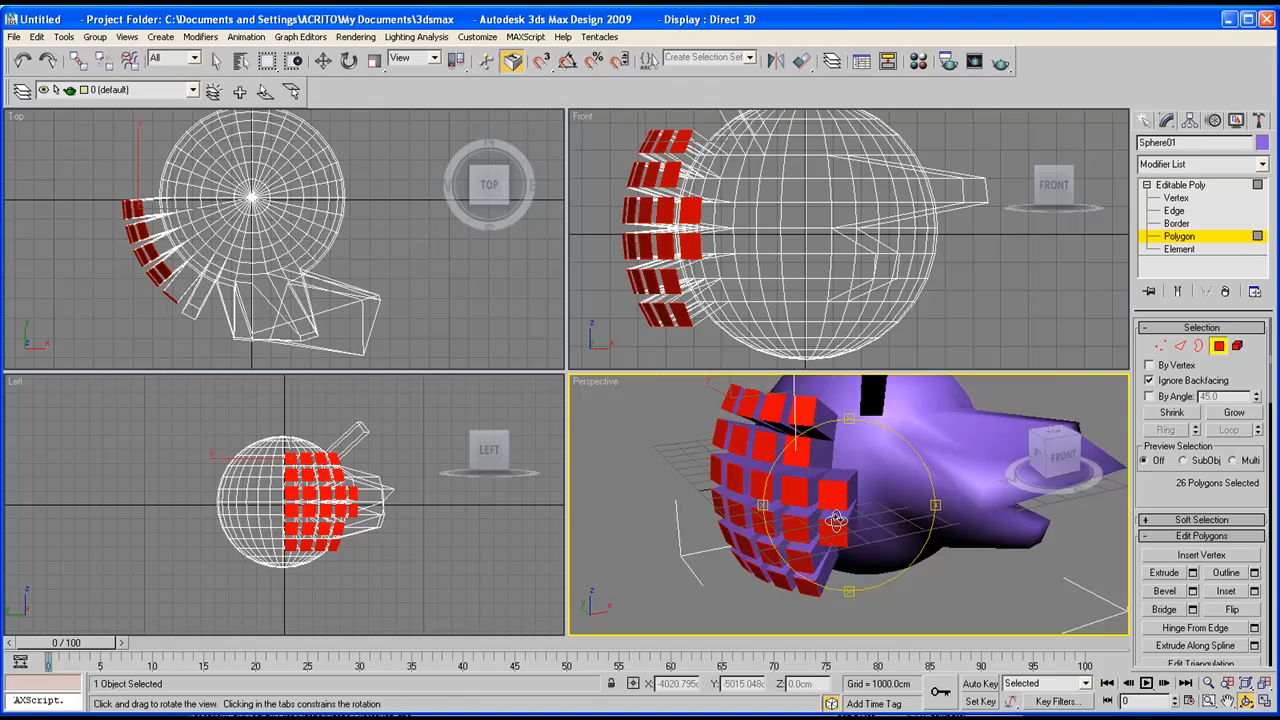 Untitled - Project Folder: C:\Documents and Settings\ACRITO\My Documents\3dsmax - Autodesk 3ds Max Design 2009 - Display : Direct 3D
File Edit Tools Group Views Create Modifiers Animation Graph Editors Rendering Lighting Analysis Customize MAXScript Help Tentacles
All View Create Selection Set
0 (default)
Top
TOP
Front
FRONT
Left
LEFT
Perspective
FRONT
Sphere01
Modifier List
Editable Poly
Vertex
Edge
Border
Polygon
Element
Selection
By Vertex
Ignore Backfacing
By Angle: 45.0
Shrink Grow
Ring Loop
Preview Selection
Off SubObj Multi
26 Polygons Selected
Soft Selection
Edit Polygons
Insert Vertex
Extrude Outline
Bevel Inset
Bridge Flip
Hinge From Edge
Extrude Along Spline
Edit Triangulation
0 / 100
0 5 10 15 20 25 30 35 40 45 50 55 60 65 70 75 80 85 90 95 100
1 Object Selected X: -4020.795c Y: -5015.048c Z: 0.0cm Grid = 1000.0cm Auto Key Selected
'AXScript. Click and drag to rotate the view. Clicking in the tabs constrains the rotation Add Time Tag Set Key Key Filters... 0